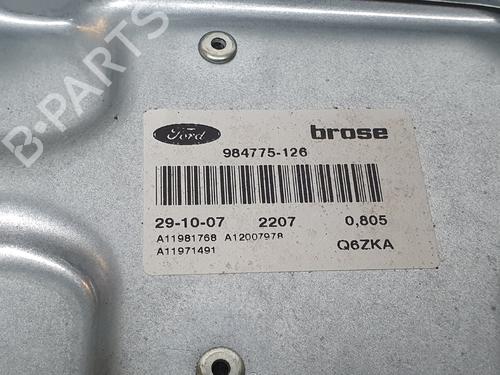 B-PARTS
Ford
brose
984775-126
29-10-07 2207 0,805
A11981768 A12007978
A11971491
Q6ZKA